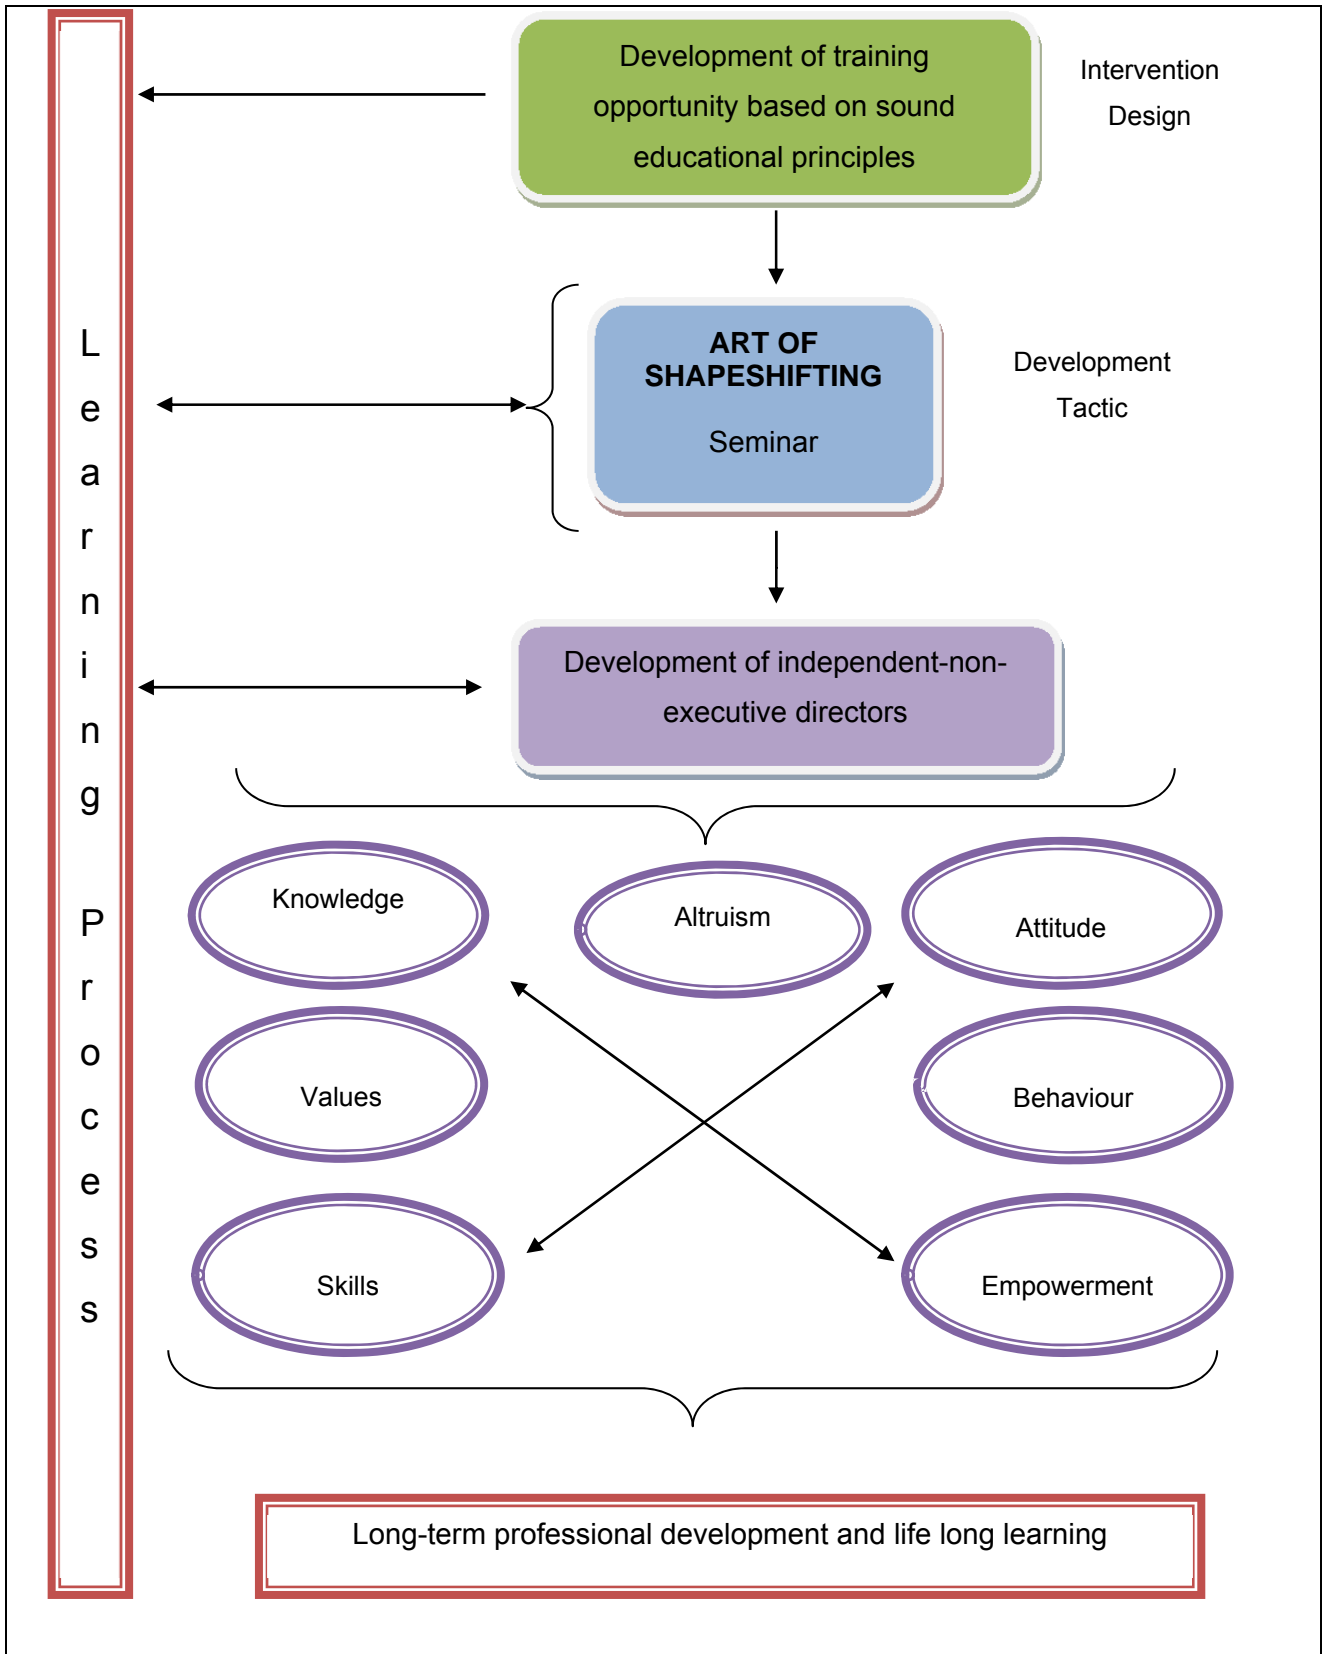 Development of training
opportunity based on sound
educational principles
Intervention
Design
Learning Process
ART OF
SHAPESHIFTING
Seminar
Development
Tactic
Development of independent-non-
executive directors
Knowledge
Altruism
Attitude
Values
Behaviour
Skills
Empowerment
Long-term professional development and life long learning